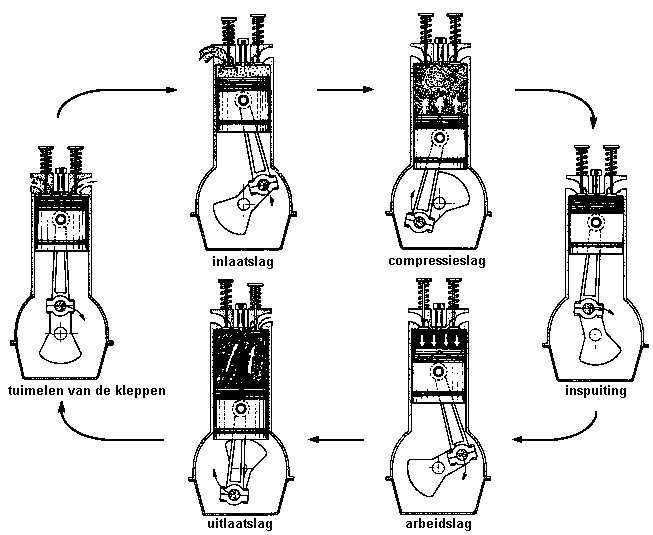 inlaatslag
compressieslag
tuimelen van de kleppen
inspuiting
uitlaatslag
arbeidslag